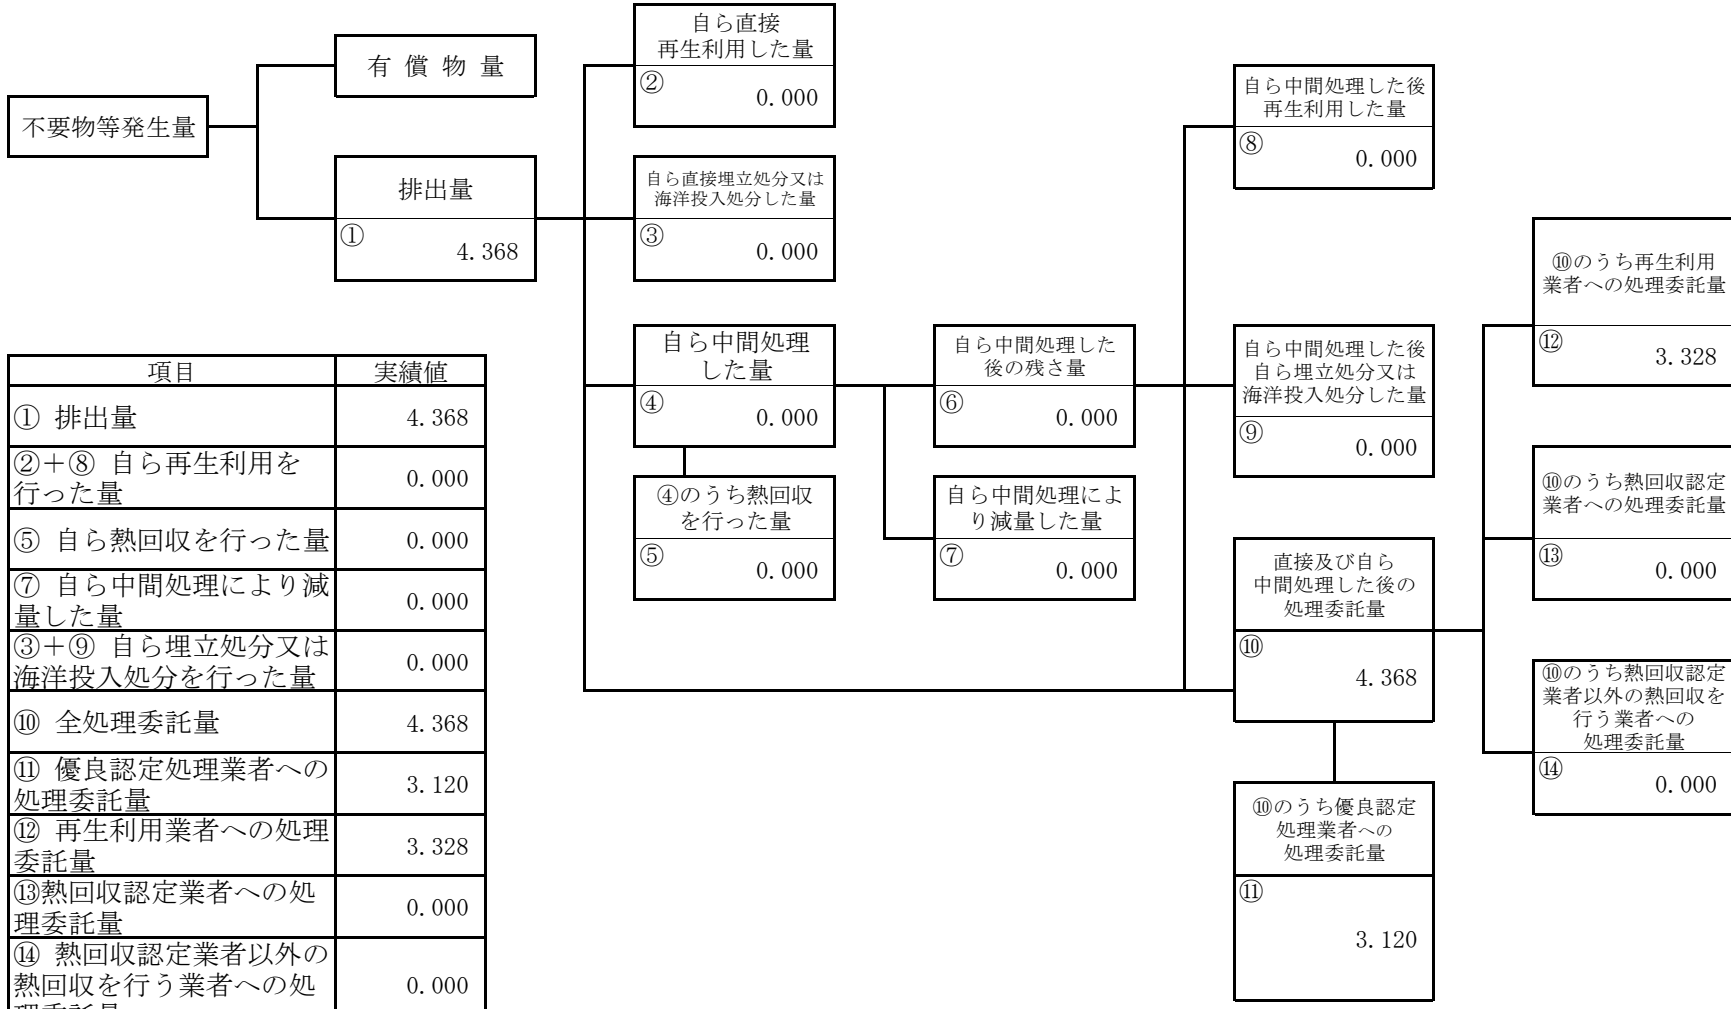 不要物等発生量
有 償 物 量
排出量
①
4.368
自ら直接
再生利用した量
②
0.000
自ら直接埋立処分又は
海洋投入処分した量
③
0.000
自ら中間処理
した量
④
0.000
④のうち熱回収
を行った量
⑤
0.000
自ら中間処理した
後の残さ量
⑥
0.000
自ら中間処理によ
り減量した量
⑦
0.000
自ら中間処理した後
再生利用した量
⑧
0.000
自ら中間処理した後
自ら埋立処分又は
海洋投入処分した量
⑨
0.000
直接及び自ら
中間処理した後の
処理委託量
⑩
4.368
⑩のうち優良認定
処理業者への
処理委託量
⑪
3.120
⑩のうち再生利用
業者への処理委託量
⑫
3.328
⑩のうち熱回収認定
業者への処理委託量
⑬
0.000
⑩のうち熱回収認定
業者以外の熱回収を
行う業者への
処理委託量
⑭
0.000
項目 実績値
① 排出量 4.368
②＋⑧ 自ら再生利用を
行った量 0.000
⑤ 自ら熱回収を行った量 0.000
⑦ 自ら中間処理により減
量した量 0.000
③＋⑨ 自ら埋立処分又は
海洋投入処分を行った量 0.000
⑩ 全処理委託量 4.368
⑪ 優良認定処理業者への
処理委託量 3.120
⑫ 再生利用業者への処理
委託量 3.328
⑬熱回収認定業者への処
理委託量 0.000
⑭ 熱回収認定業者以外の
熱回収を行う業者への処 0.000